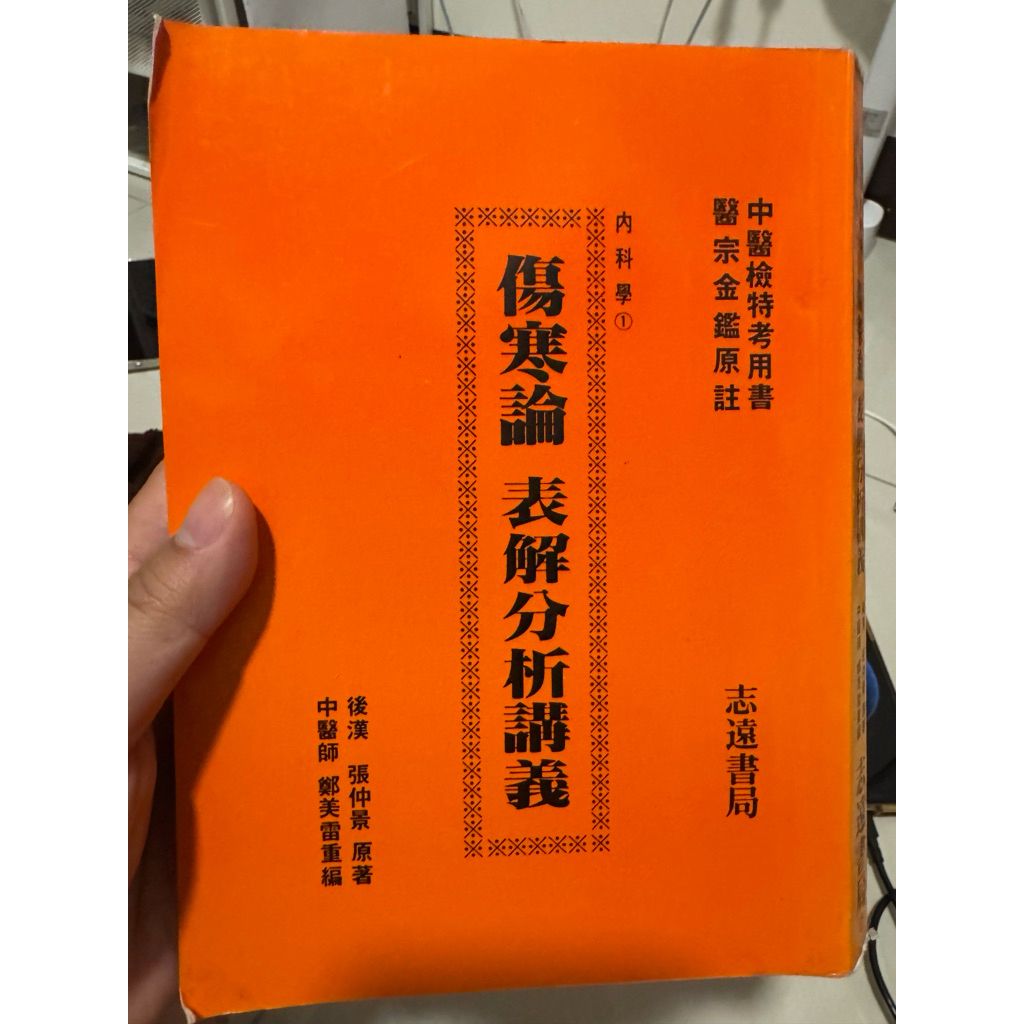 中醫檢特考用書
醫宗金鑑原註
志遠書局
內科學①
傷寒論 表解分析講義
後漢 張仲景 原著
中醫師 鄭美雷重編